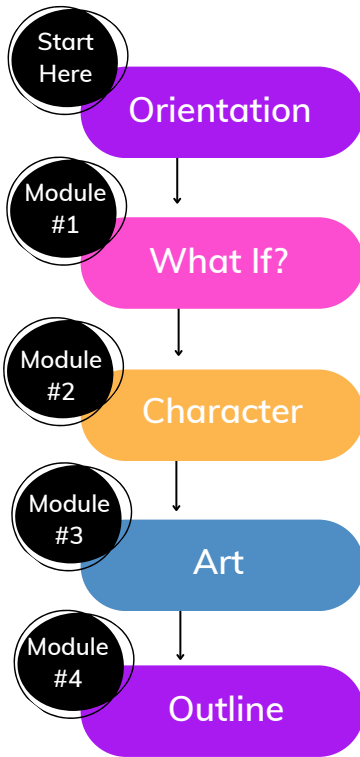 Start
Here
Orientation
Module
#1
What If?
Module
#2
Character
Module
#3
Art
Module
#4
Outline